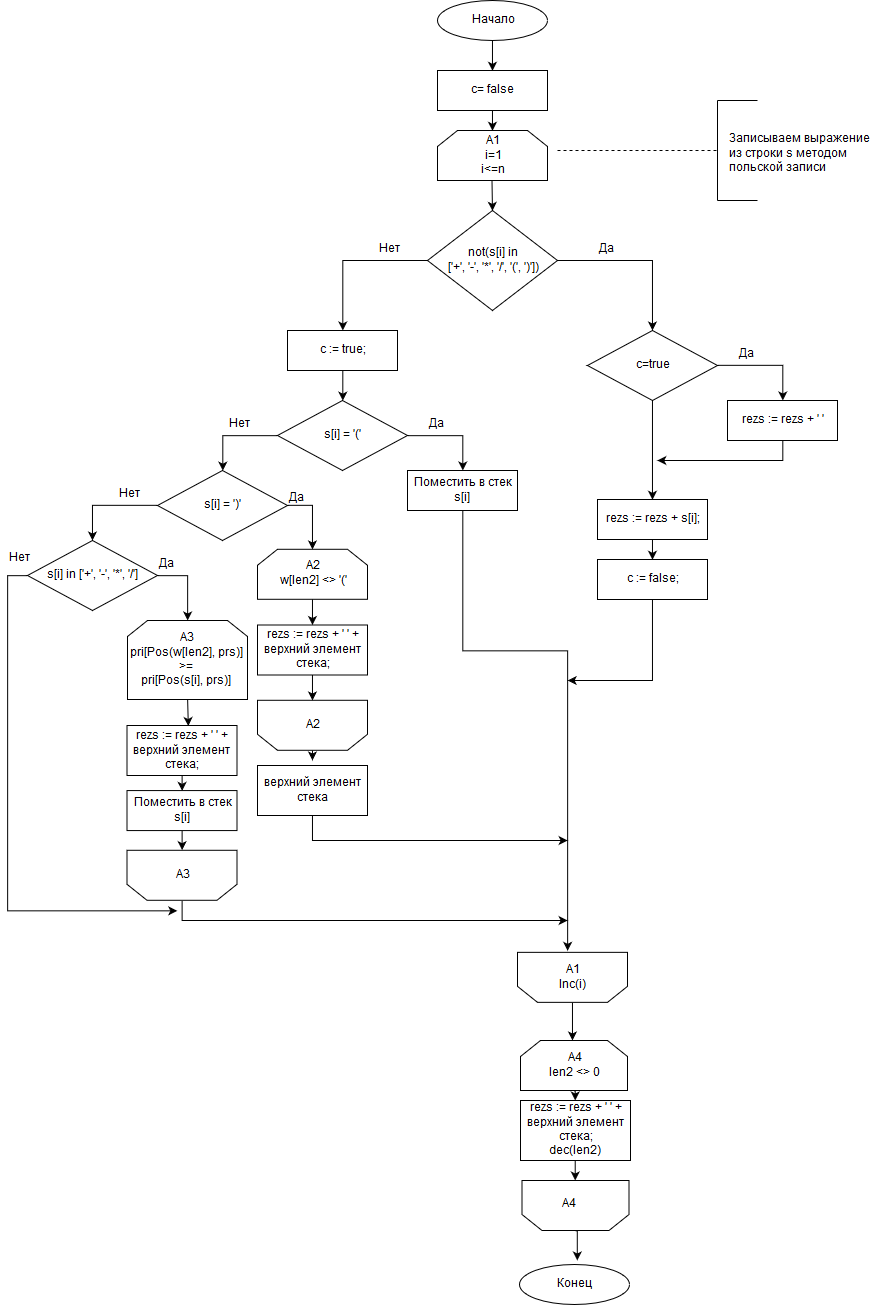 Начало
c= false
A1
i=1
i<=n
Записываем выражение
из строки s методом
польской записи
not(s[i] in
['+', '-', '*', '/', '(', ')'])
Нет
Да
c := true;
c=true
Да
rezs := rezs + ' '
s[i] = '('
Нет
Да
Поместить в стек
s[i]
rezs := rezs + s[i];
c := false;
s[i] = ')'
Нет
Да
A2
w[len2] <> '('
s[i] in ['+', '-', '*', '/']
Нет
Да
A3
pri[Pos(w[len2], prs)]
>=
pri[Pos(s[i], prs)]
rezs := rezs + ' ' +
верхний элемент
стека;
A2
rezs := rezs + ' ' +
верхний элемент
стека;
верхний элемент
стека
Поместить в стек
s[i]
A3
A1
Inc(i)
A4
len2 <> 0
rezs := rezs + ' ' +
верхний элемент
стека;
dec(len2)
A4
Конец